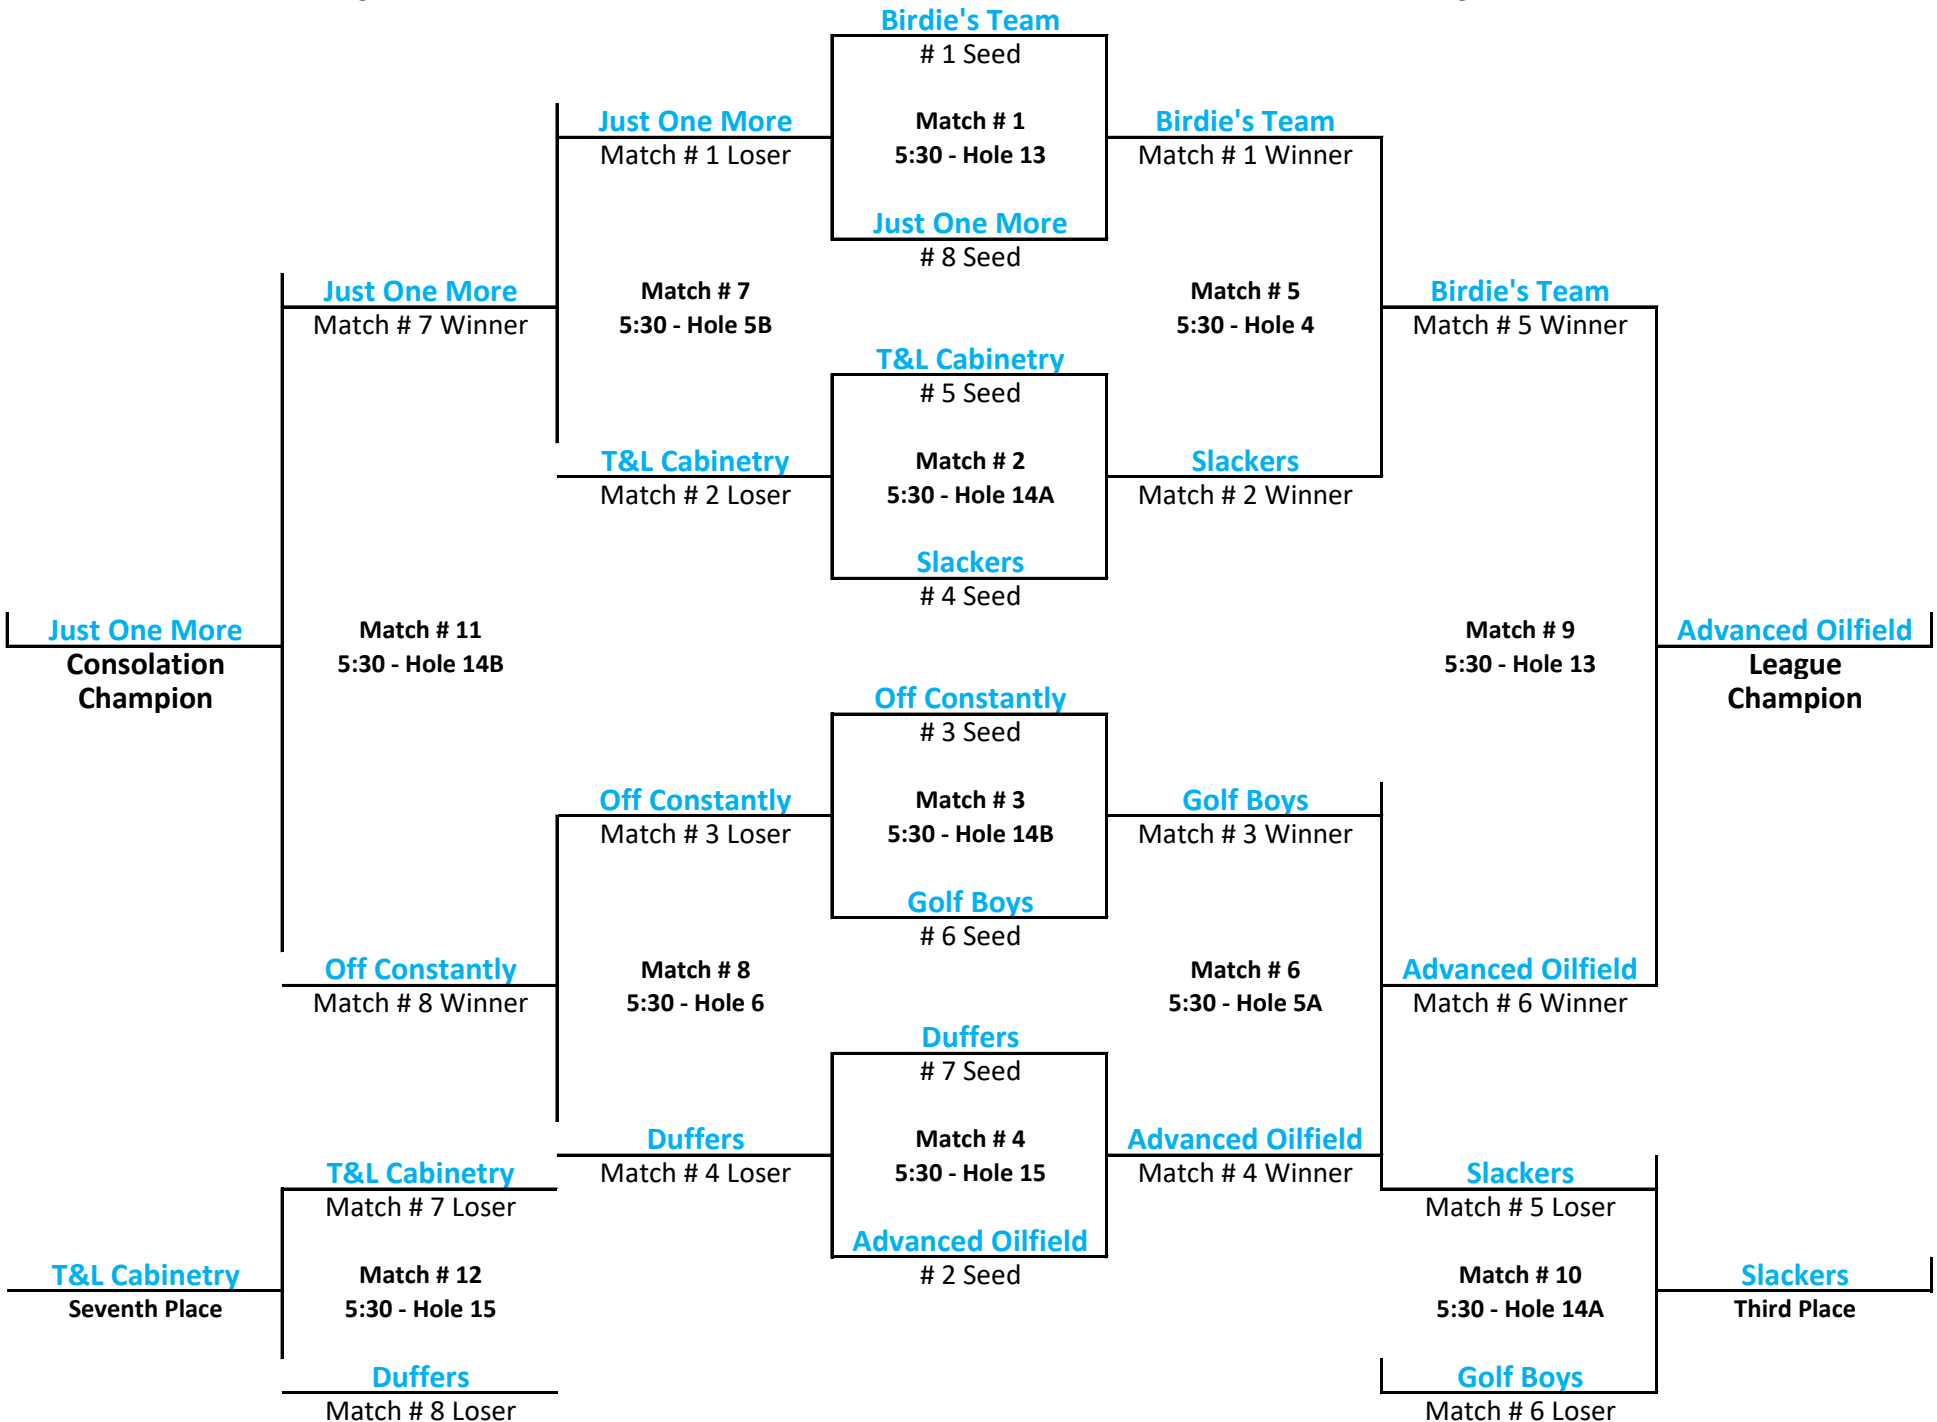 Birdie's Team
# 1 Seed
Just One More
Match # 1
Birdie's Team
Match # 1 Loser
5:30 - Hole 13
Match # 1 Winner
Just One More
# 8 Seed
Just One More
Match # 7
Match # 5
Birdie's Team
Match # 7 Winner
5:30 - Hole 5B
5:30 - Hole 4
Match # 5 Winner
T&L Cabinetry
# 5 Seed
T&L Cabinetry
Match # 2
Slackers
Match # 2 Loser
5:30 - Hole 14A
Match # 2 Winner
Slackers
# 4 Seed
Just One More
Match # 11
Match # 9
Advanced Oilfield
Consolation
5:30 - Hole 14B
5:30 - Hole 13
League
Champion
Off Constantly
Champion
# 3 Seed
Off Constantly
Match # 3
Golf Boys
Match # 3 Loser
5:30 - Hole 14B
Match # 3 Winner
Golf Boys
# 6 Seed
Off Constantly
Match # 8
Match # 6
Advanced Oilfield
Match # 8 Winner
5:30 - Hole 6
5:30 - Hole 5A
Match # 6 Winner
Duffers
# 7 Seed
Duffers
Match # 4
Advanced Oilfield
Match # 4 Loser
5:30 - Hole 15
Match # 4 Winner
T&L Cabinetry
Slackers
Match # 7 Loser
Match # 5 Loser
Advanced Oilfield
# 2 Seed
T&L Cabinetry
Match # 12
Match # 10
Slackers
Seventh Place
5:30 - Hole 15
5:30 - Hole 14A
Third Place
Duffers
Golf Boys
Match # 8 Loser
Match # 6 Loser